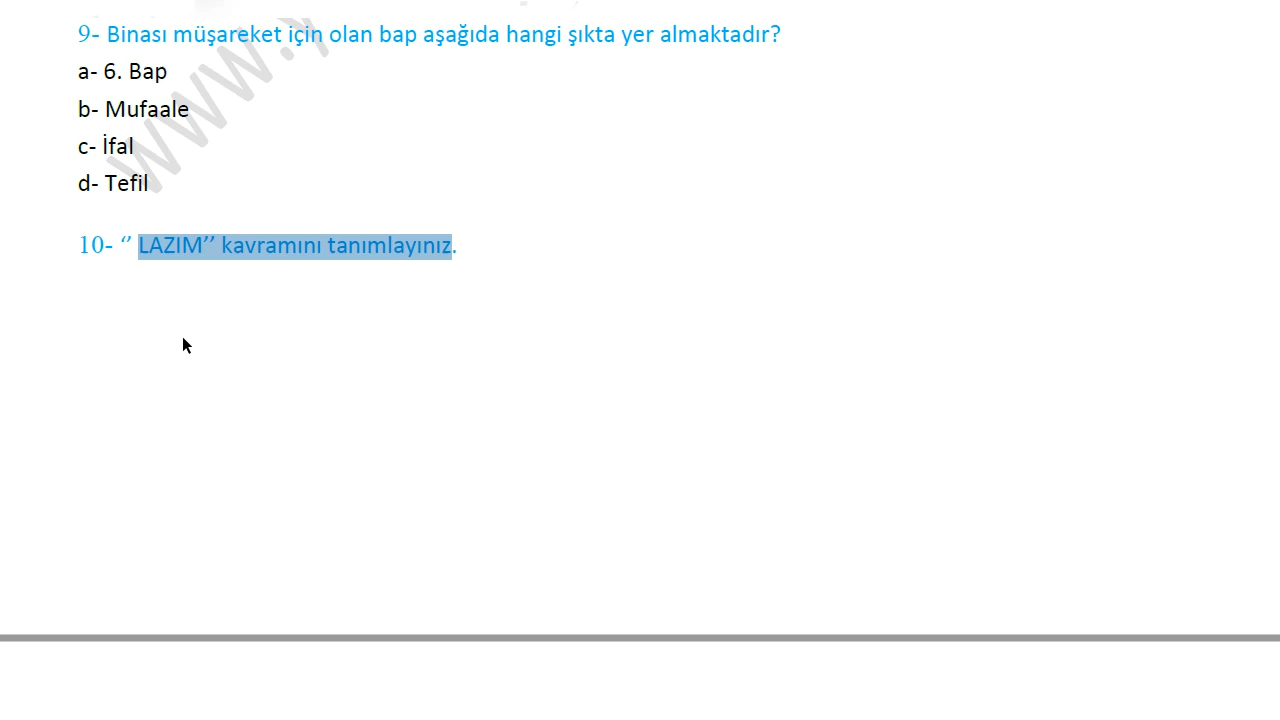 9- Binası müşareket için olan bap aşağıda hangi şıkta yer almaktadır?
a- 6. Bap
b- Mufaale
c- İfal
d- Tefil
10- ‘’ LAZIM’’ kavramını tanımlayınız.
www.y